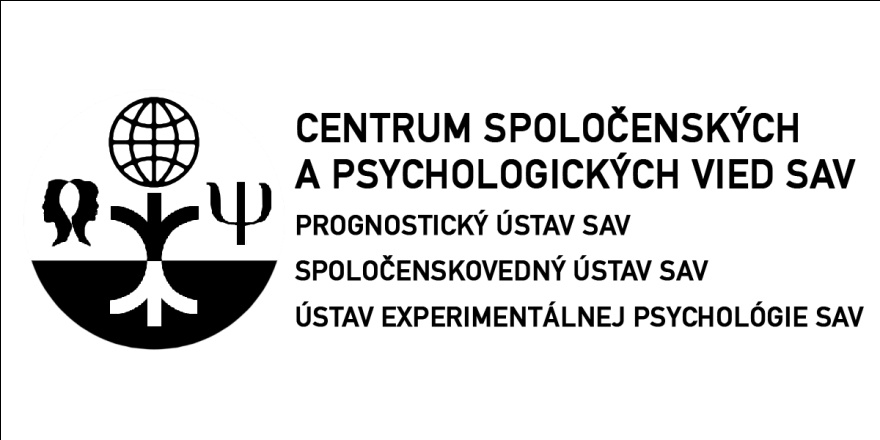 CENTRUM SPOLOČENSKÝCH
A PSYCHOLOGICKÝCH VIED SAV
PROGNOSTICKÝ ÚSTAV SAV
SPOLOČENSKOVEDNÝ ÚSTAV SAV
ÚSTAV EXPERIMENTÁLNEJ PSYCHOLÓGIE SAV